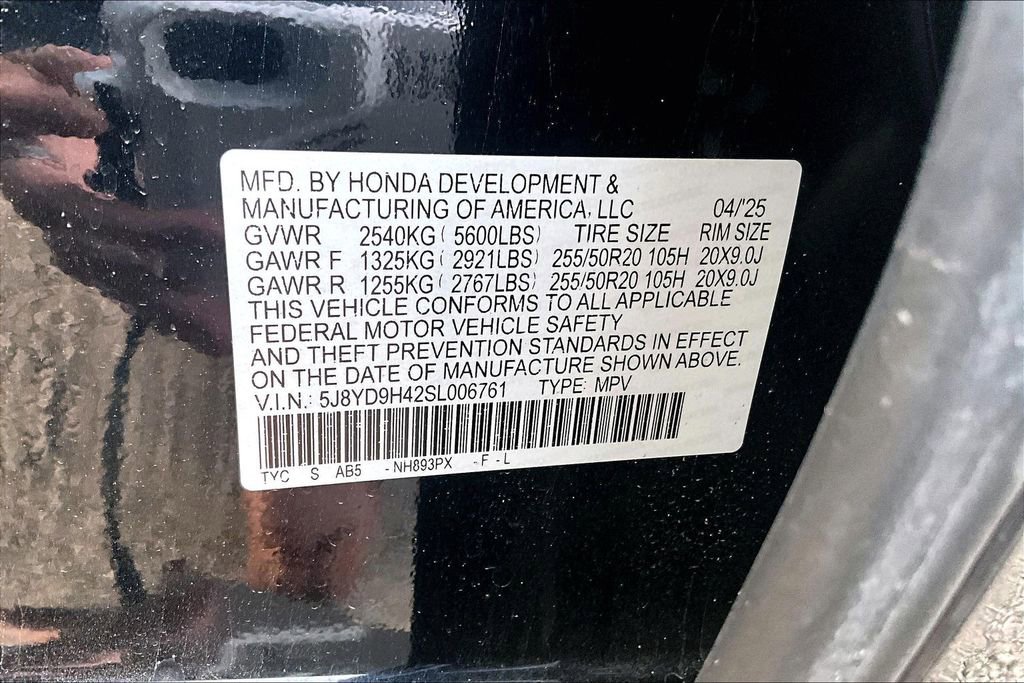 MFD. BY HONDA DEVELOPMENT &
MANUFACTURING OF AMERICA, LLC 04/'25
GVWR 2540KG ( 5600LBS) TIRE SIZE RIM SIZE
GAWR F 1325KG ( 2921LBS) 255/50R20 105H 20X9.0J
GAWR R 1255KG ( 2767LBS) 255/50R20 105H 20X9.0J
THIS VEHICLE CONFORMS TO ALL APPLICABLE
FEDERAL MOTOR VEHICLE SAFETY
AND THEFT PREVENTION STANDARDS IN EFFECT
ON THE DATE OF MANUFACTURE SHOWN ABOVE.
V.I.N.: 5J8YD9H42SL006761 TYPE: MPV
TYC S AB5 -NH893PX -F-L